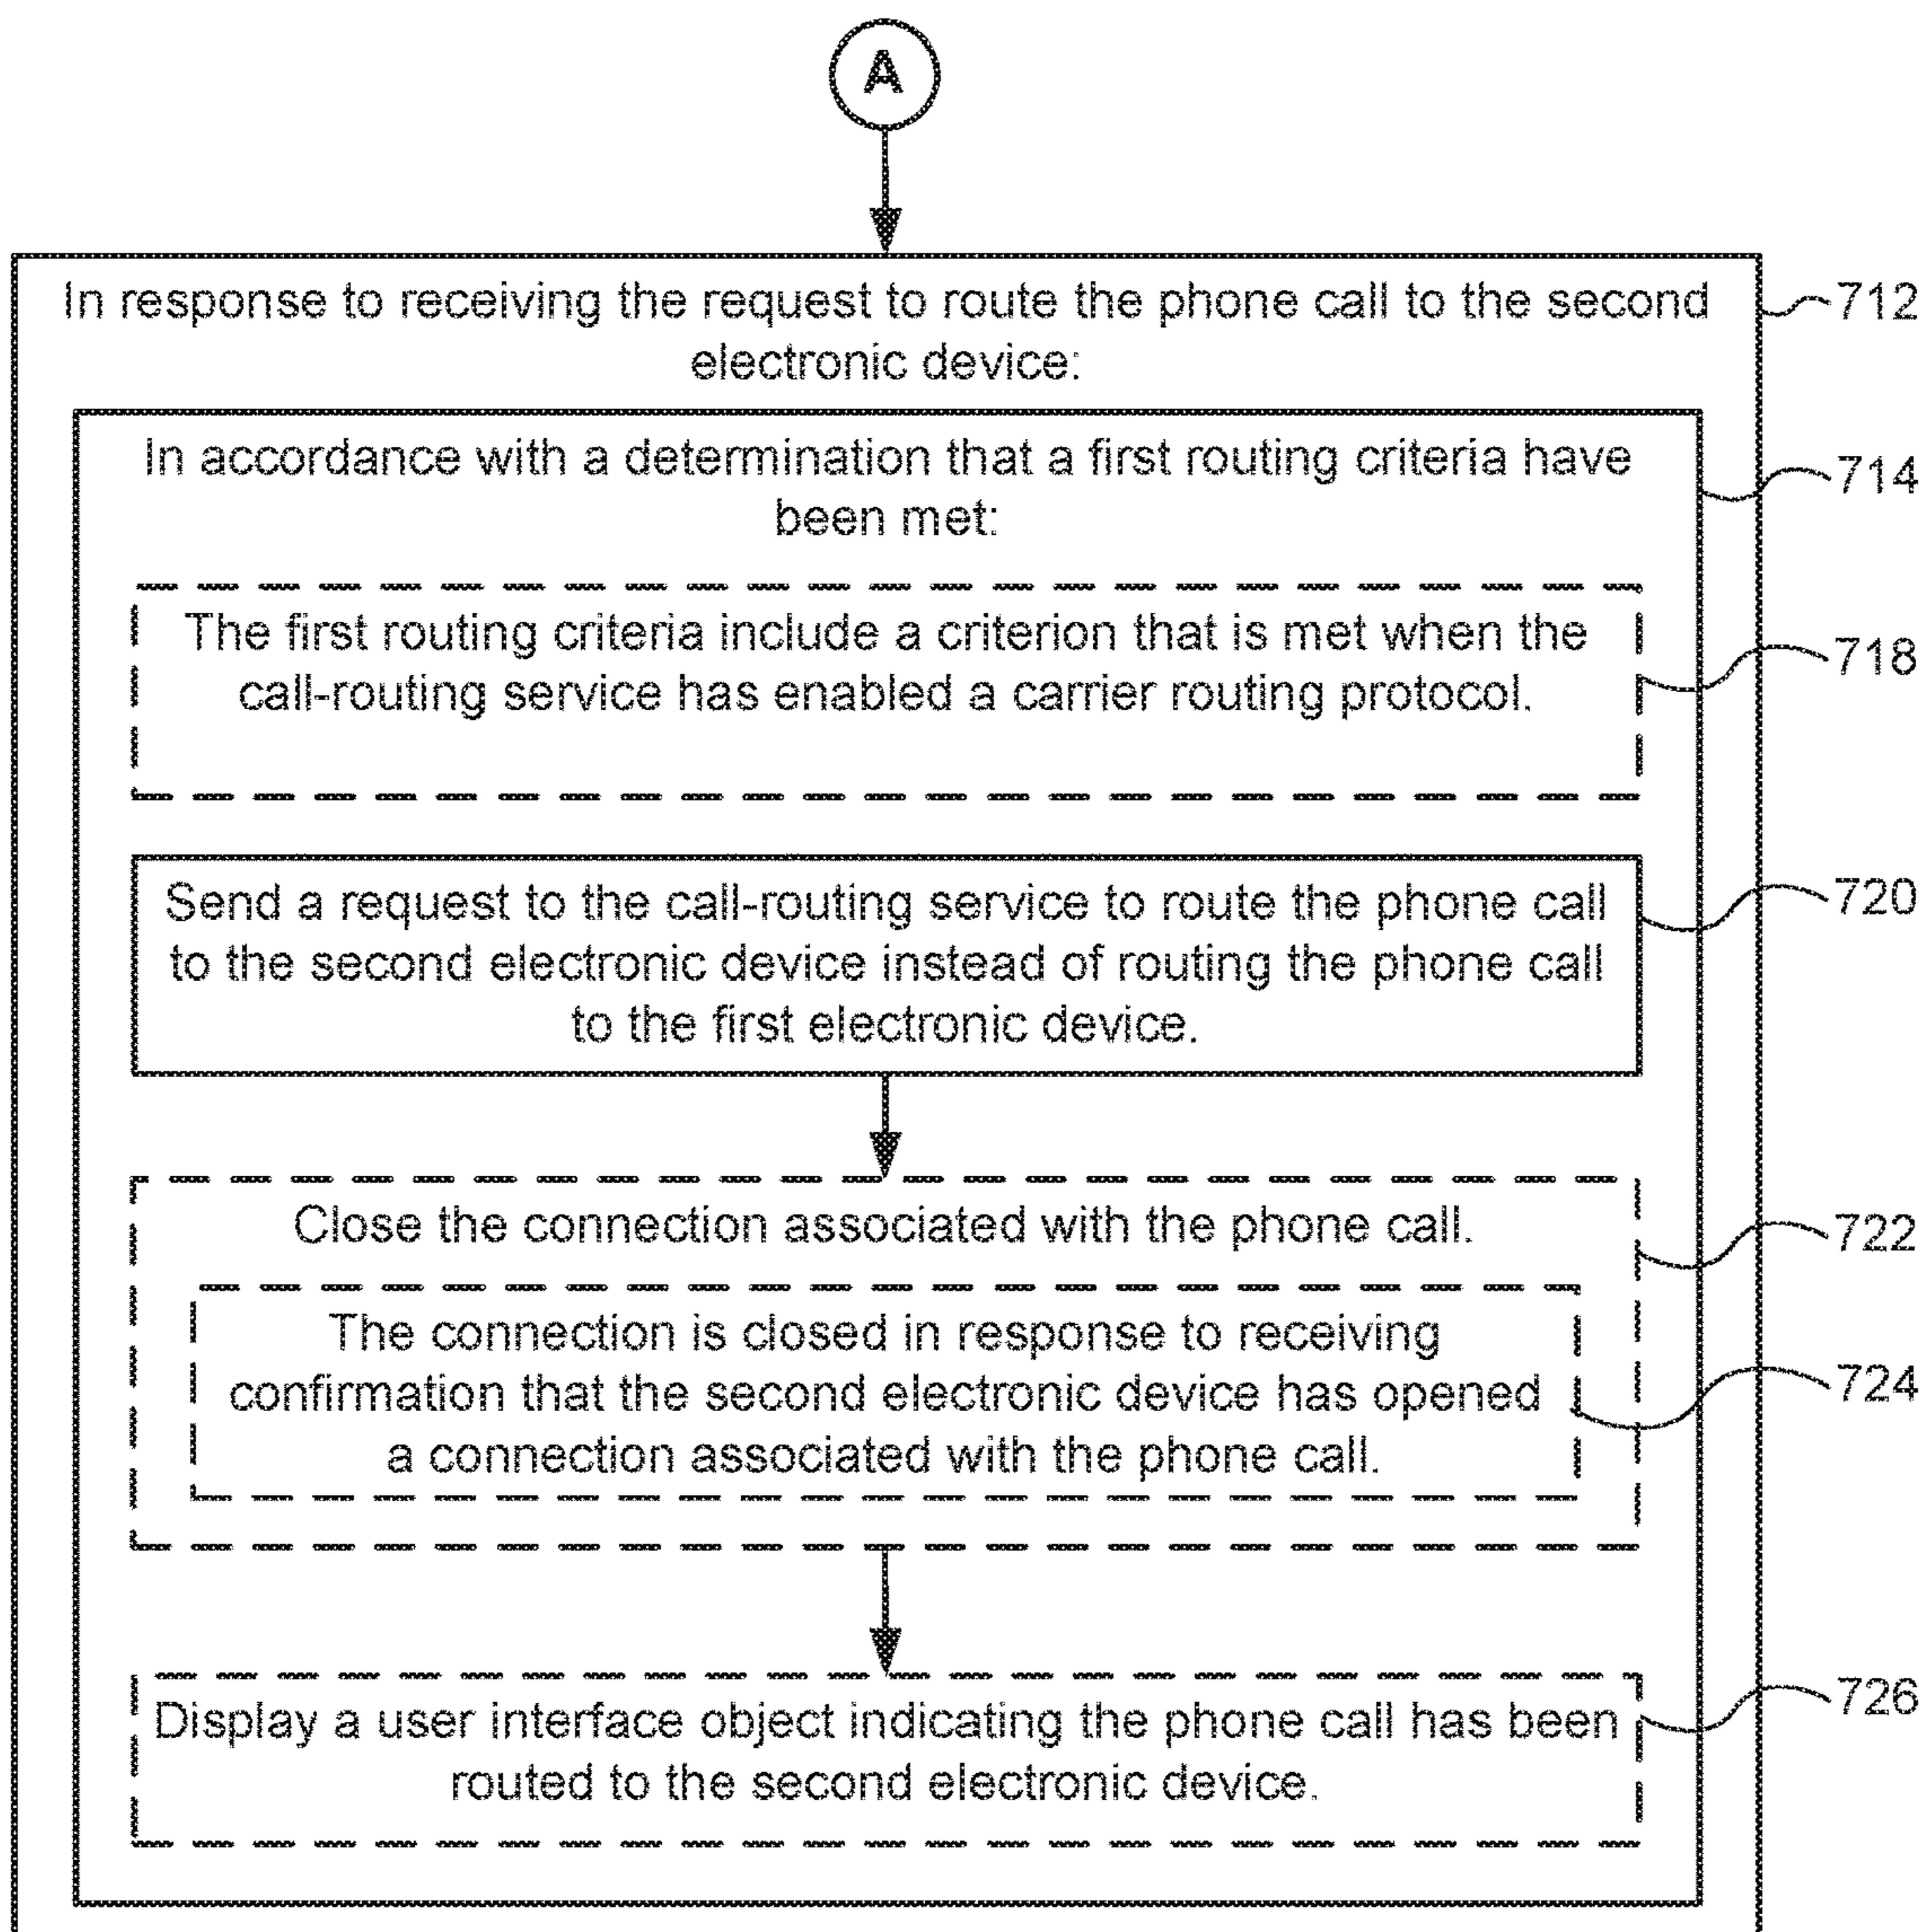 A
In response to receiving the request to route the phone call to the second
electronic device:
712
In accordance with a determination that a first routing criteria have
been met:
714
The first routing criteria include a criterion that is met when the
call-routing service has enabled a carrier routing protocol.
718
Send a request to the call-routing service to route the phone call
to the second electronic device instead of routing the phone call
to the first electronic device.
720
Close the connection associated with the phone call.
722
The connection is closed in response to receiving
confirmation that the second electronic device has opened
a connection associated with the phone call.
724
Display a user interface object indicating the phone call has been
routed to the second electronic device.
726